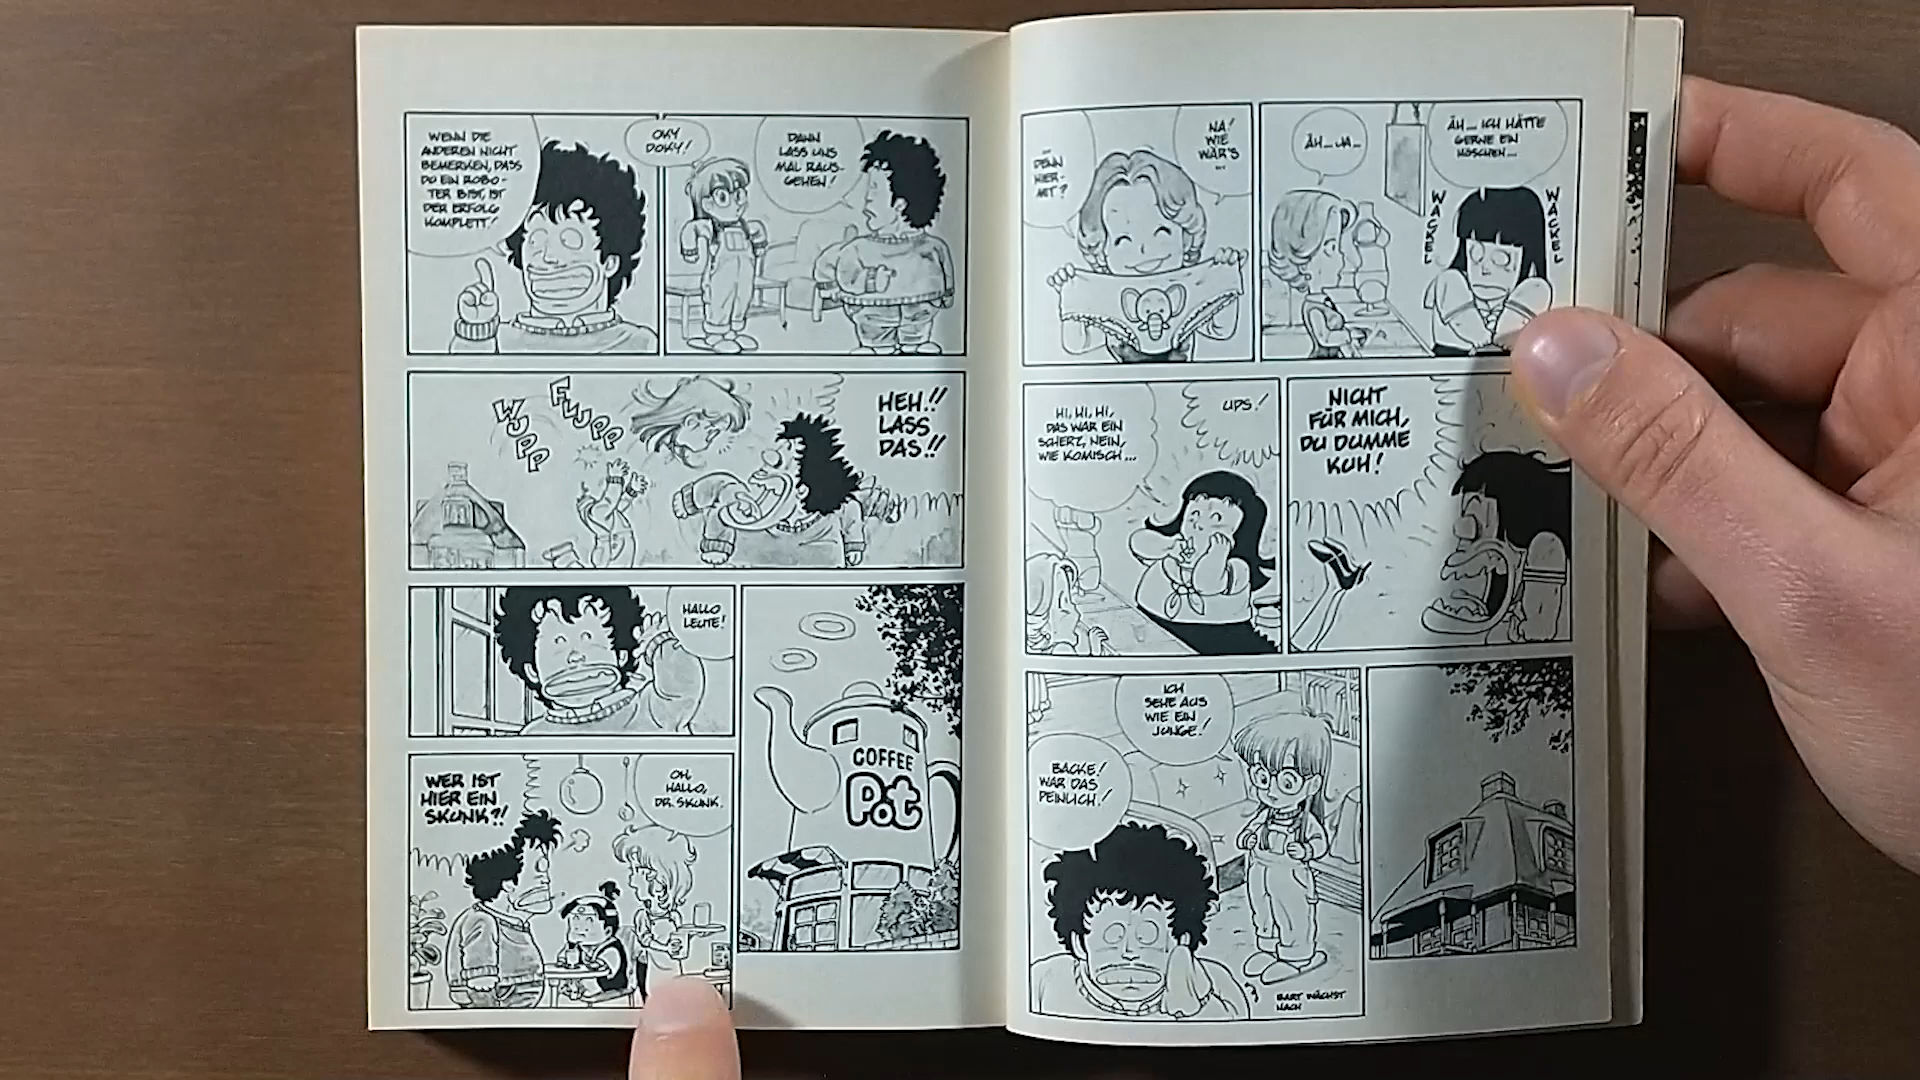 ÄH... ICH HÄTTE
GERNE EIN
HÖSCHEN...
WACKEL
WACKEL
ÄH...JA...
NA!
WIE
WÄR'S
...
...
DENN
HIER-
MIT?
NICHT
FÜR MICH,
DU DUMME
KUH!
UPS!
HI, HI, HI,
DAS WAR EIN
SCHERZ, NEIN,
WIE KOMISCH...
ICH
SEHE AUS
WIE EIN
JUNGE!
BACKE!
WAR DAS
PEINLICH!
BART WÄCHST
NACH
DANN
LASS UNS
MAL RAUS-
GEHEN!
OKY
DOKY!
WENN DIE
ANDEREN NICHT
BEMERKEN, DASS
DU EIN ROBO-
TER BIST, IST
DER ERFOLG
KOMPLETT!
HEH!!
LASS
DAS!!
FLUPP
WUPP
COFFEE
Pot
HALLO
LEUTE!
OH,
HALLO,
DR. SKUNK.
WER IST
HIER EIN
SKUNK?!